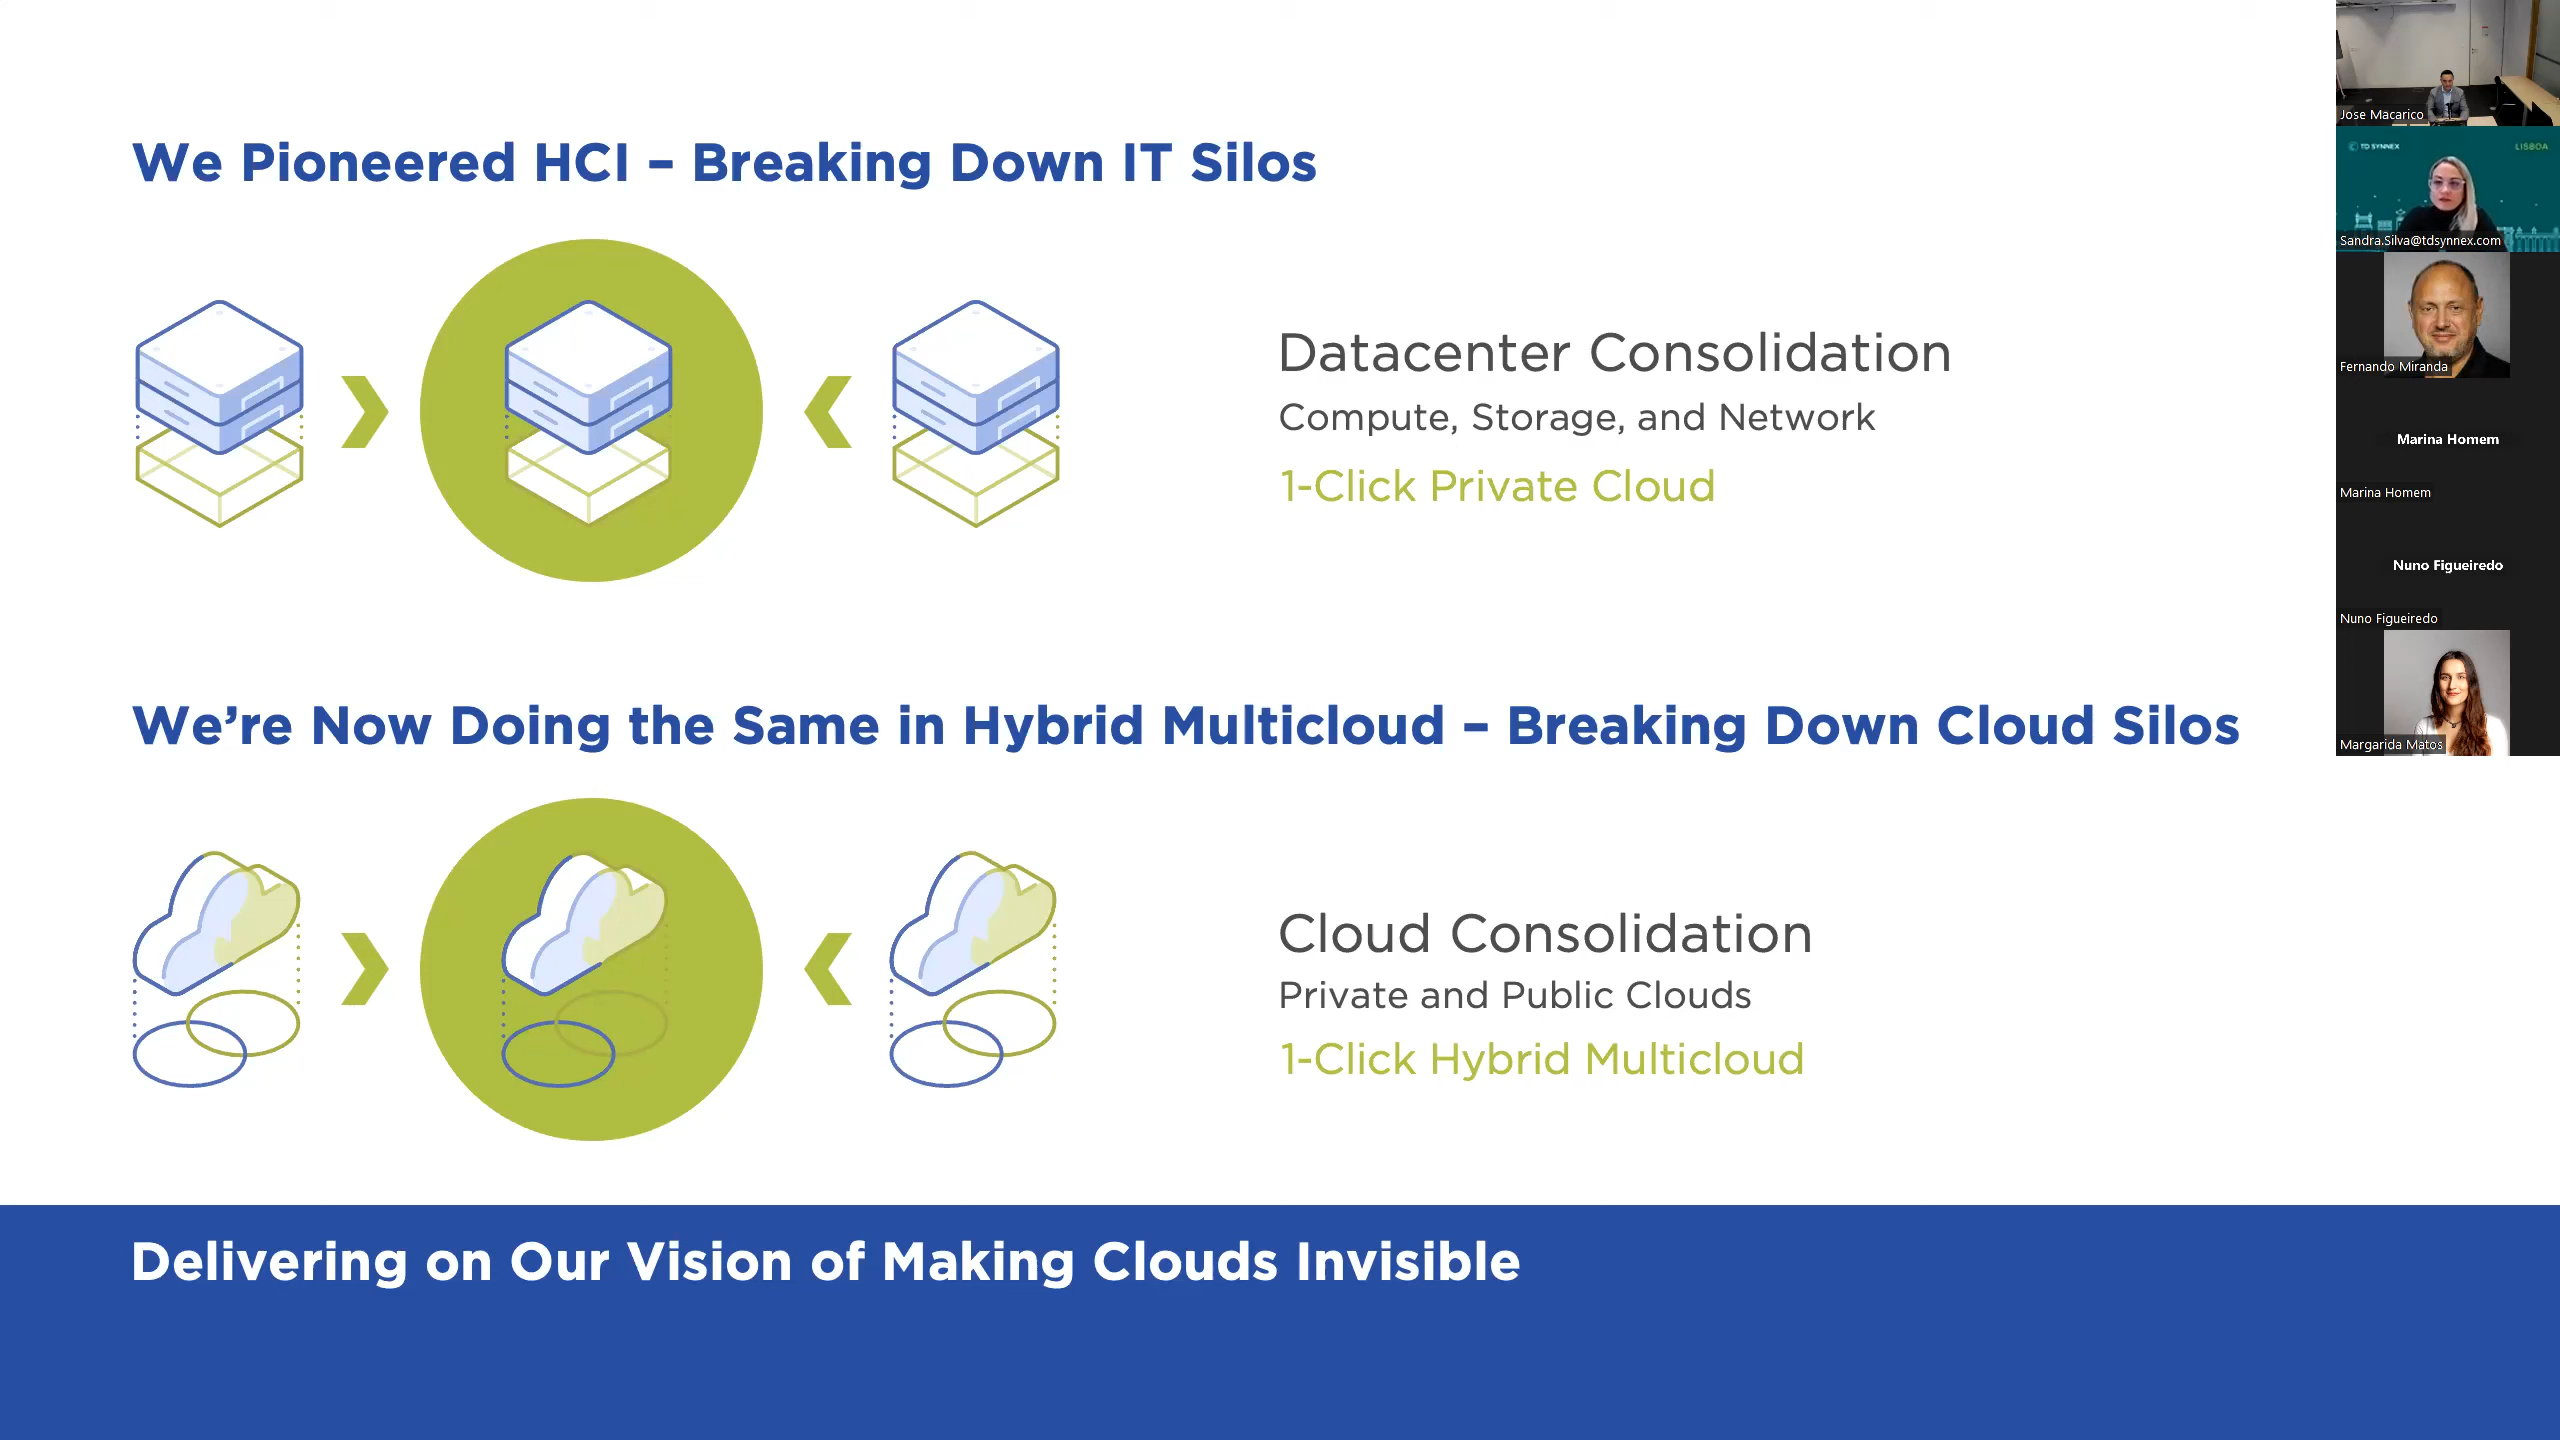 We Pioneered HCI – Breaking Down IT Silos
Datacenter Consolidation
Compute, Storage, and Network
1-Click Private Cloud
We’re Now Doing the Same in Hybrid Multicloud – Breaking Down Cloud Silos
Cloud Consolidation
Private and Public Clouds
1-Click Hybrid Multicloud
Delivering on Our Vision of Making Clouds Invisible
Jose Macarico
TD SYNNEX
LISBOA
Sandra.Silva@tdsynnex.com
Fernando Miranda
Marina Homem
Marina Homem
Nuno Figueiredo
Nuno Figueiredo
Margarida Matos